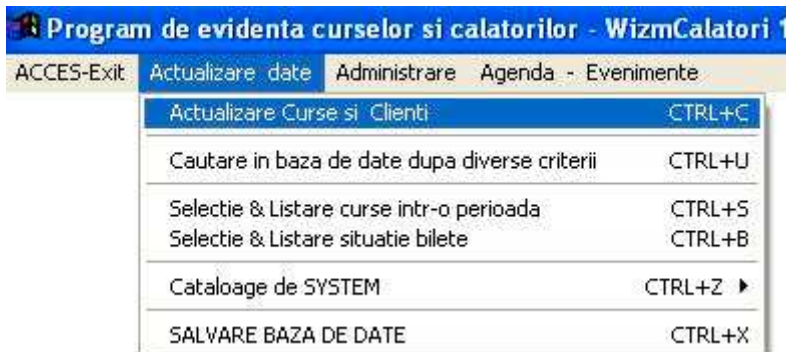 Program de evidenta curselor si calatorilor - WizmCalatori 1
ACCES-Exit Actualizare date Administrare Agenda - Evenimente
Actualizare Curse si Clienti CTRL+C
Cautare in baza de date dupa diverse criterii CTRL+U
Selectie & Listare curse intr-o perioada CTRL+S
Selectie & Listare situatie bilete CTRL+B
Cataloage de SYSTEM CTRL+Z
SALVARE BAZA DE DATE CTRL+X